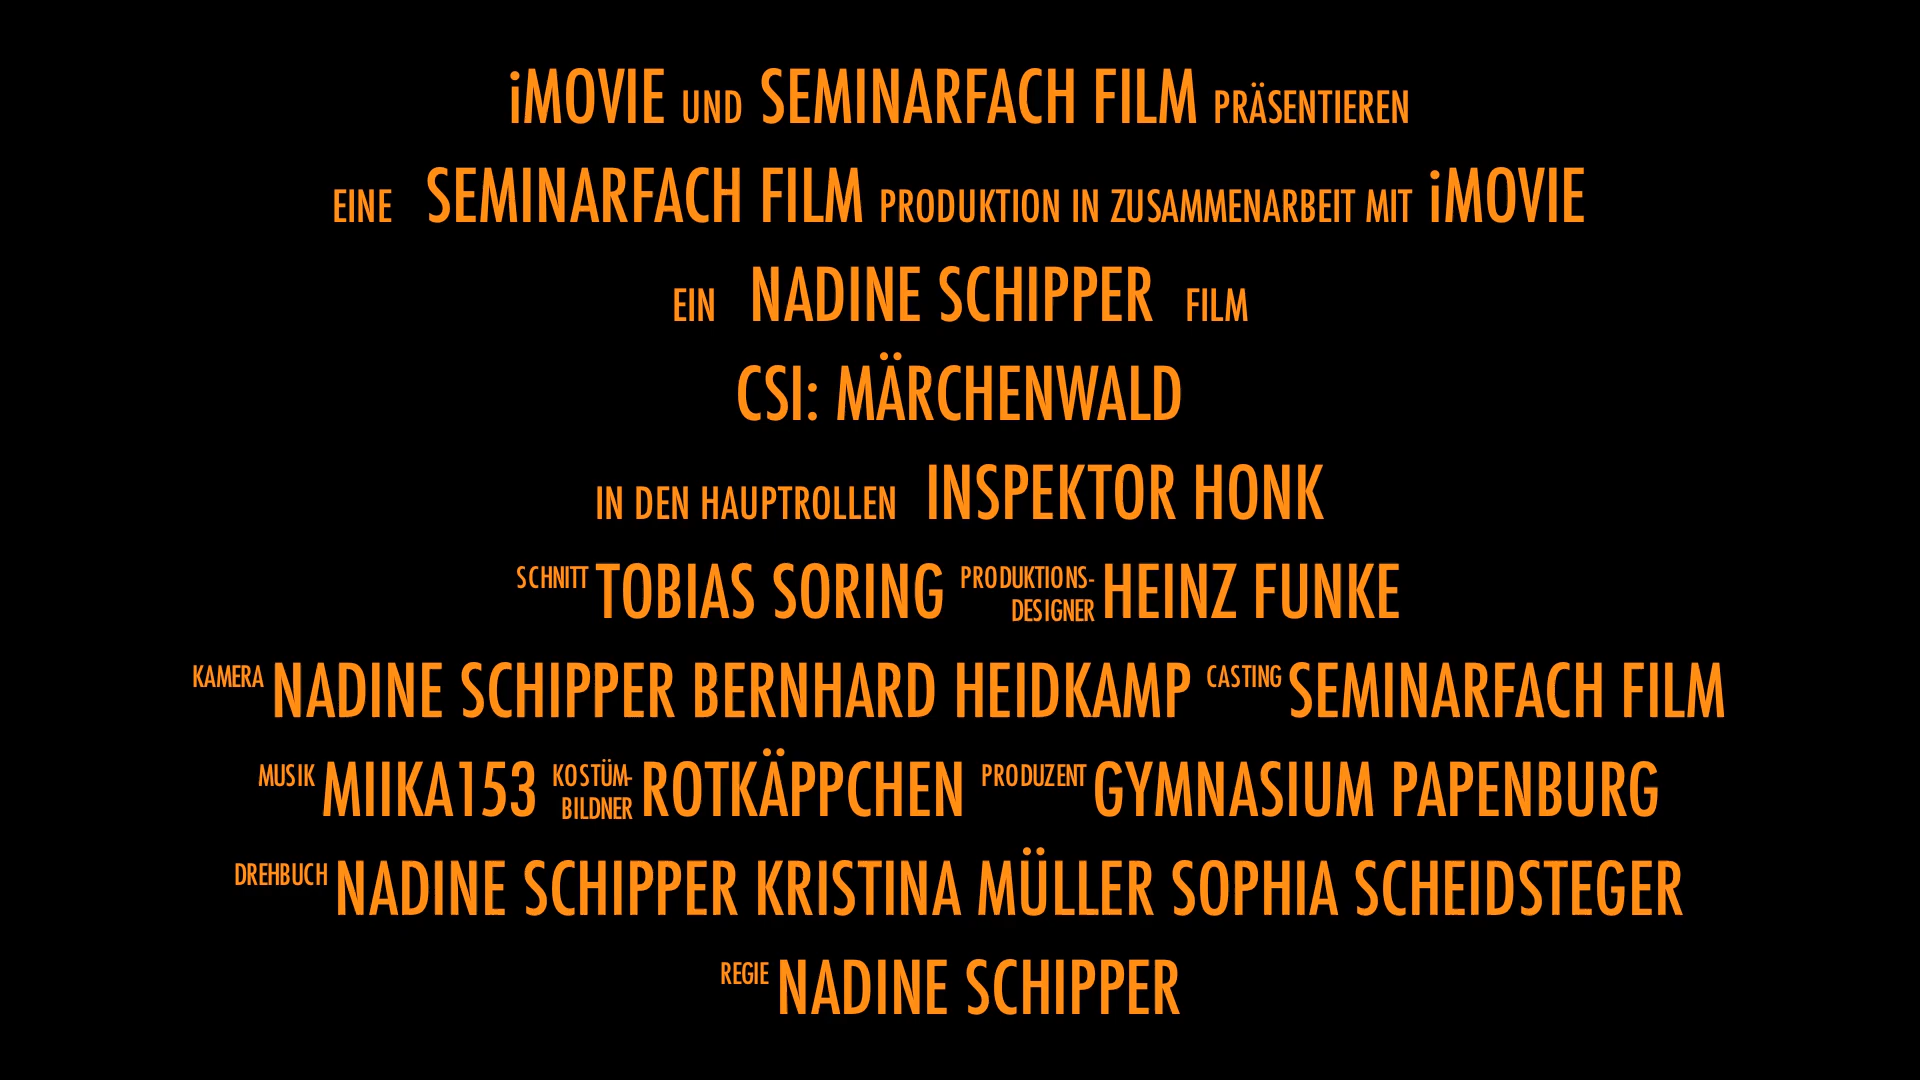 iMOVIE UND SEMINARFACH FILM PRÄSENTIEREN
EINE SEMINARFACH FILM PRODUKTION IN ZUSAMMENARBEIT MIT iMOVIE
EIN NADINE SCHIPPER FILM
CSI: MÄRCHENWALD
IN DEN HAUPTROLLEN INSPEKTOR HONK
SCHNITT TOBIAS SORING PRODUKTIONS-DESIGNER HEINZ FUNKE
KAMERA NADINE SCHIPPER BERNHARD HEIDKAMP CASTING SEMINARFACH FILM
MUSIK MIIKA153 KOSTÜM-BILDNER ROTKÄPPCHEN PRODUZENT GYMNASIUM PAPENBURG
DREHBUCH NADINE SCHIPPER KRISTINA MÜLLER SOPHIA SCHEIDSTEGER
REGIE NADINE SCHIPPER